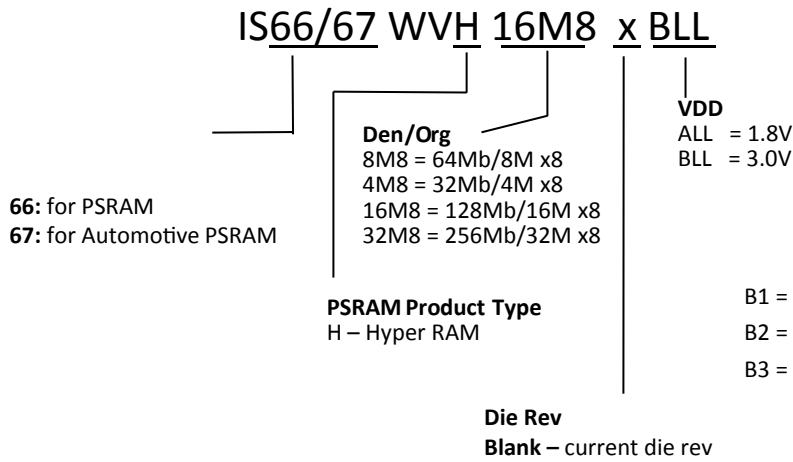 IS66/67 WVH 16M8 x BLL
VDD
ALL = 1.8V
BLL = 3.0V
Den/Org
8M8 = 64Mb/8M x8
4M8 = 32Mb/4M x8
16M8 = 128Mb/16M x8
32M8 = 256Mb/32M x8
66: for PSRAM
67: for Automotive PSRAM
PSRAM Product Type
H – Hyper RAM
B1 =
B2 =
B3 =
Die Rev
Blank – current die rev